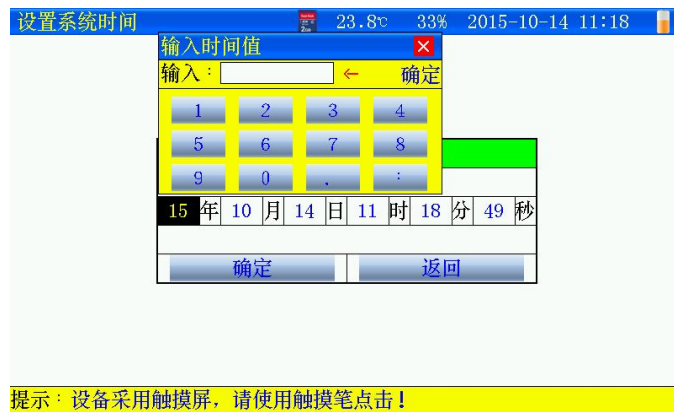 设置系统时间 23.8℃ 33% 2015-10-14 11:18
输入时间值
输入: ← 确定
1 2 3 4
5 6 7 8
9 0 . :
15 年 10 月 14 日 11 时 18 分 49 秒
确定 返回
提示:设备采用触摸屏,请使用触摸笔点击!